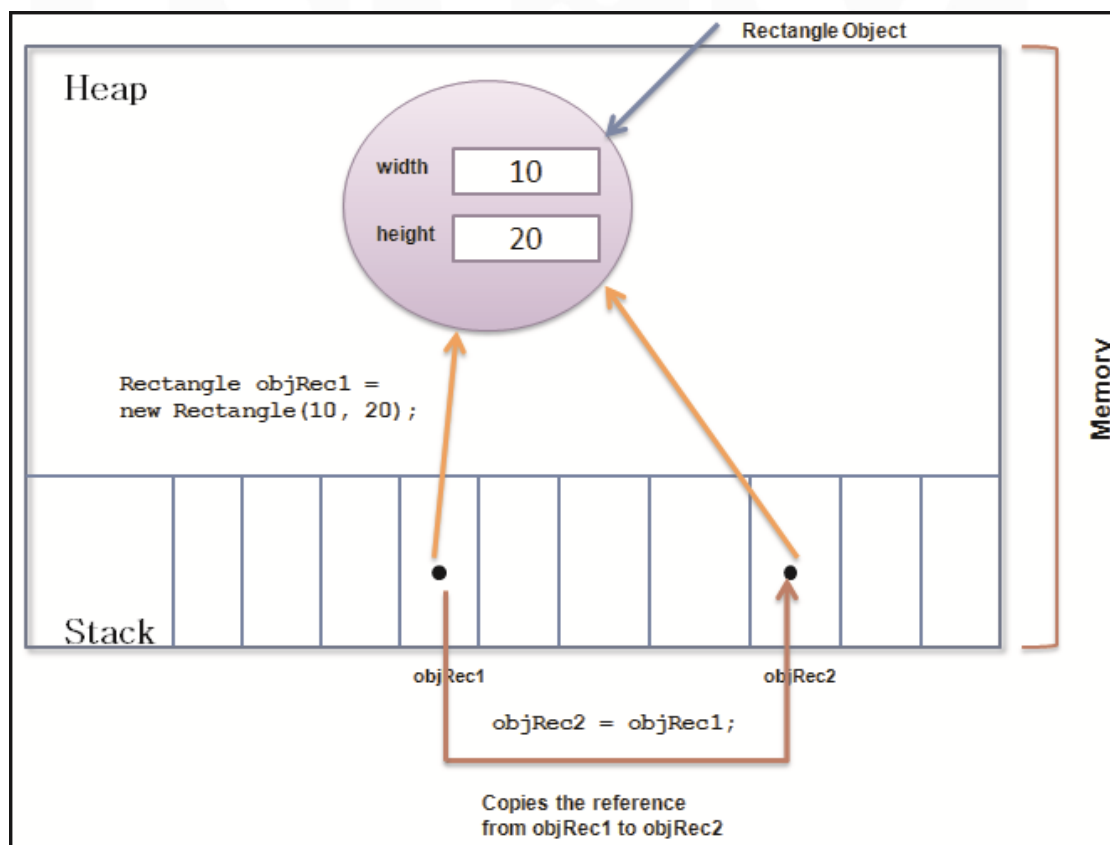 Rectangle Object
Heap
width
10
height
20
Rectangle objRec1 =
new Rectangle(10, 20);
Memory
Stack
objRec1
objRec2
objRec2 = objRec1;
Copies the reference
from objRec1 to objRec2